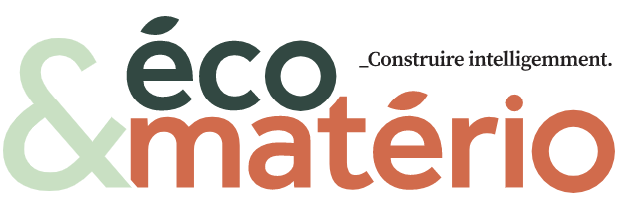 éco
_Construire intelligemment.
&matério